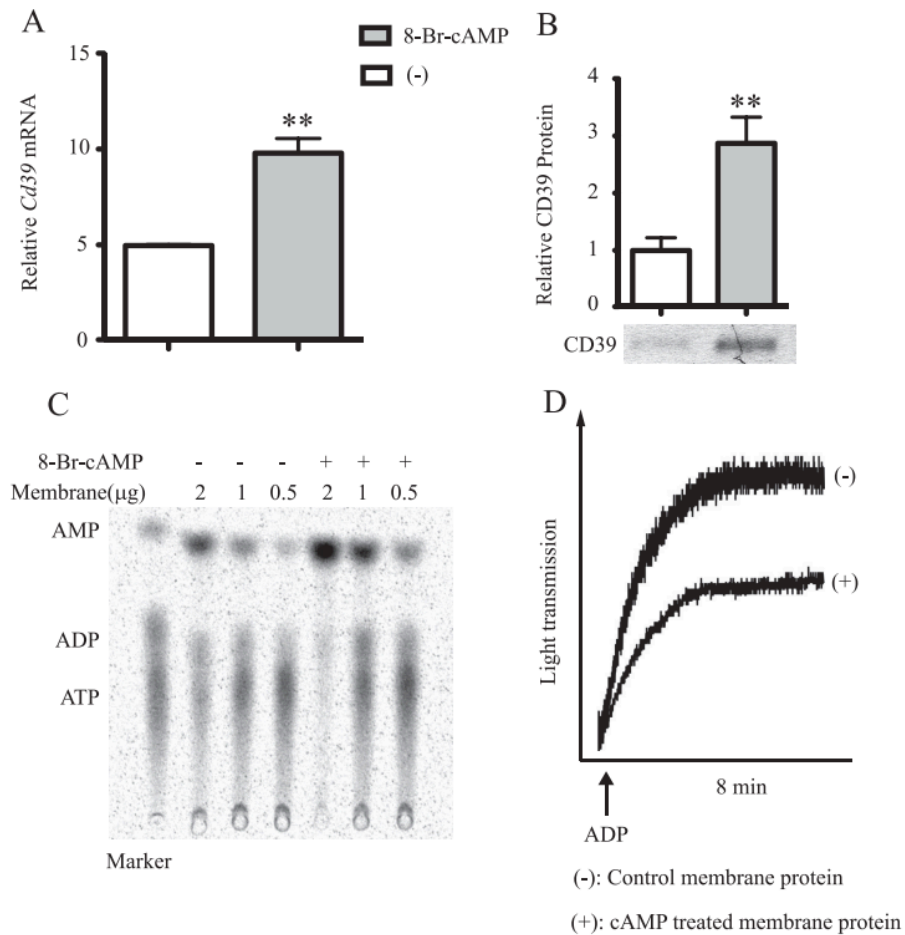 A
8-Br-cAMP
(-)
15
10
5
0
**
Relative Cd39 mRNA
B
4
3
2
1
0
**
Relative CD39 Protein
CD39
C
8-Br-cAMP - - - + + +
Membrane(μg) 2 1 0.5 2 1 0.5
AMP
ADP
ATP
Marker
D
Light transmission
(-)
(+)
8 min
ADP
(-): Control membrane protein
(+): cAMP treated membrane protein